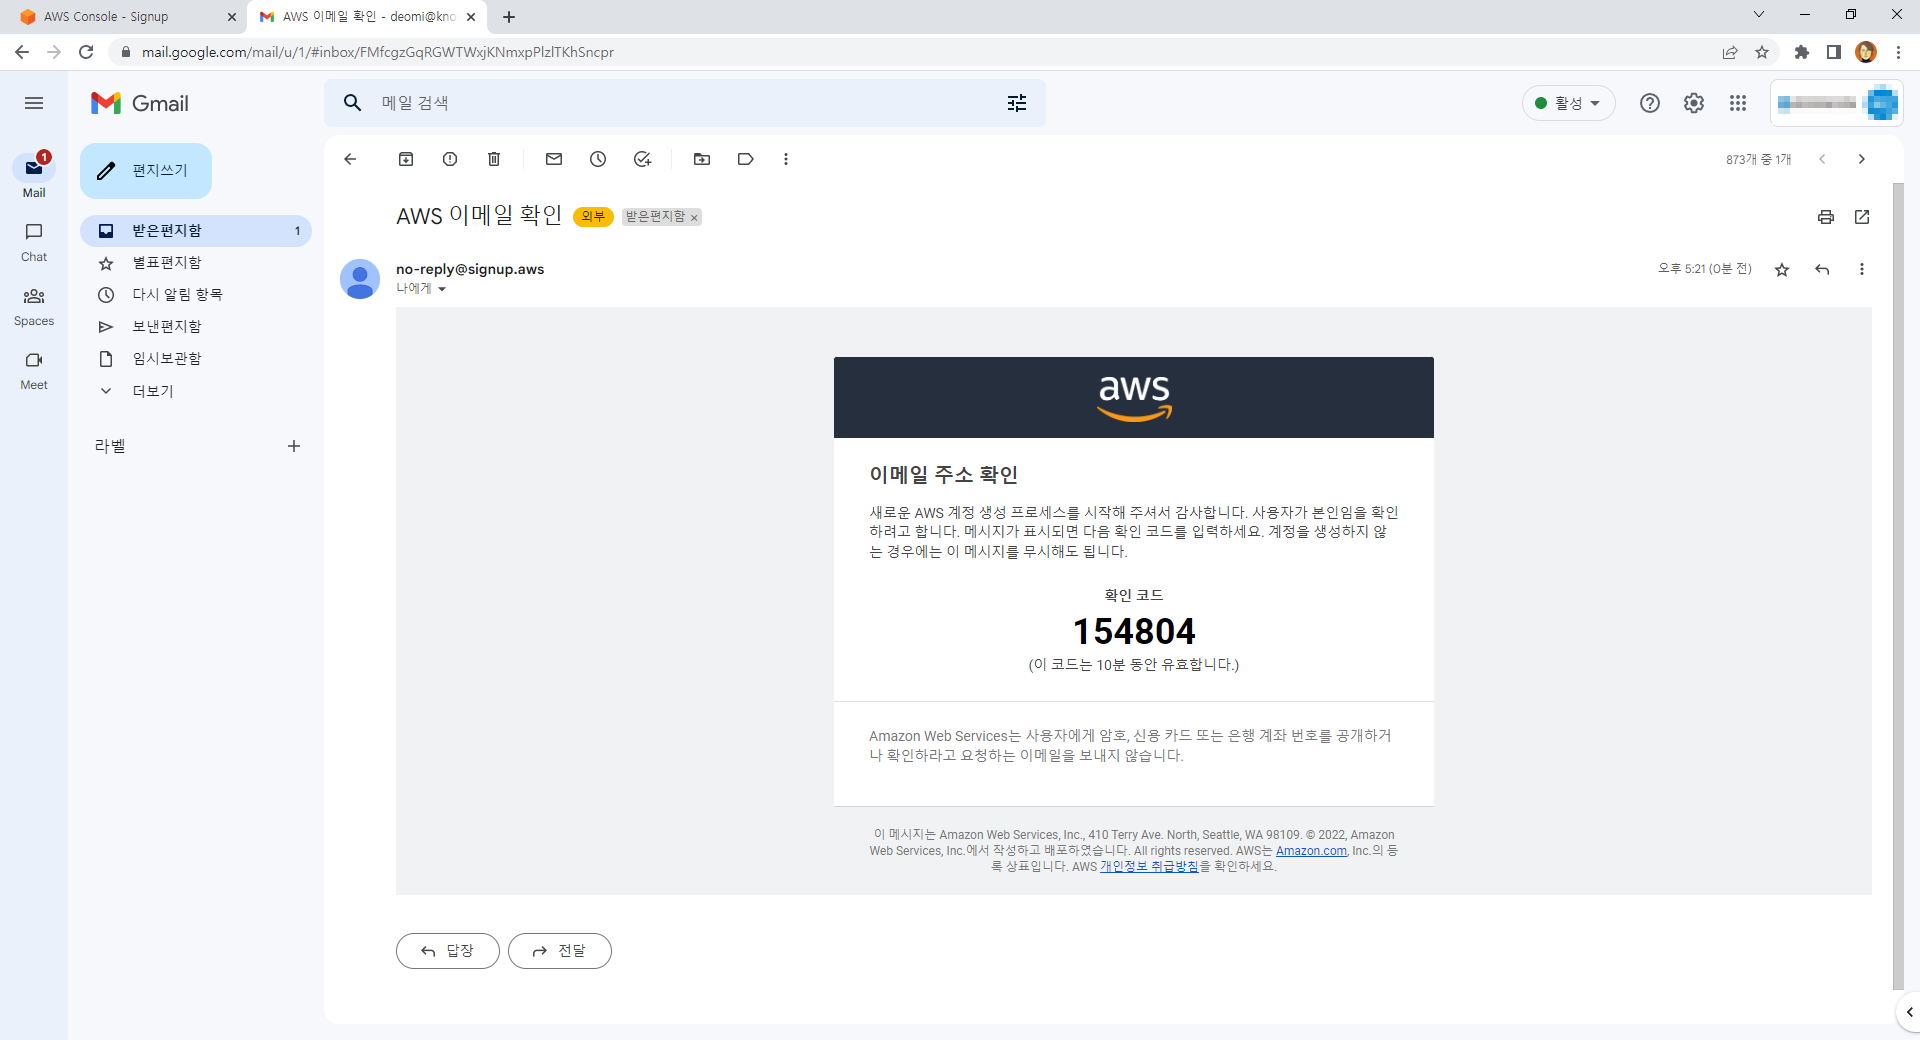 AWS Console - Signup
AWS 이메일 확인 - deomi@kno
mail.google.com/mail/u/1/#inbox/FMfcgzGqRGWTWxjKNmxpPlzlTKhSncpr
Gmail
메일 검색
활성
1
Mail
Chat
Spaces
Meet
편지쓰기
받은편지함 1
별표편지함
다시 알림 항목
보낸편지함
임시보관함
더보기
라벨
873개 중 1개
AWS 이메일 확인 외부 받은편지함 ×
no-reply@signup.aws
오후 5:21 (0분 전)
나에게
aws
이메일 주소 확인
새로운 AWS 계정 생성 프로세스를 시작해 주셔서 감사합니다. 사용자가 본인임을 확인
하려고 합니다. 메시지가 표시되면 다음 확인 코드를 입력하세요. 계정을 생성하지 않
는 경우에는 이 메시지를 무시해도 됩니다.
확인 코드
154804
(이 코드는 10분 동안 유효합니다.)
Amazon Web Services는 사용자에게 암호, 신용 카드 또는 은행 계좌 번호를 공개하거
나 확인하라고 요청하는 이메일을 보내지 않습니다.
이 메시지는 Amazon Web Services, Inc., 410 Terry Ave. North, Seattle, WA 98109. © 2022, Amazon
Web Services, Inc.에서 작성하고 배포하였습니다. All rights reserved. AWS는 Amazon.com, Inc.의 등
록 상표입니다. AWS 개인정보 취급방침을 확인하세요.
답장
전달